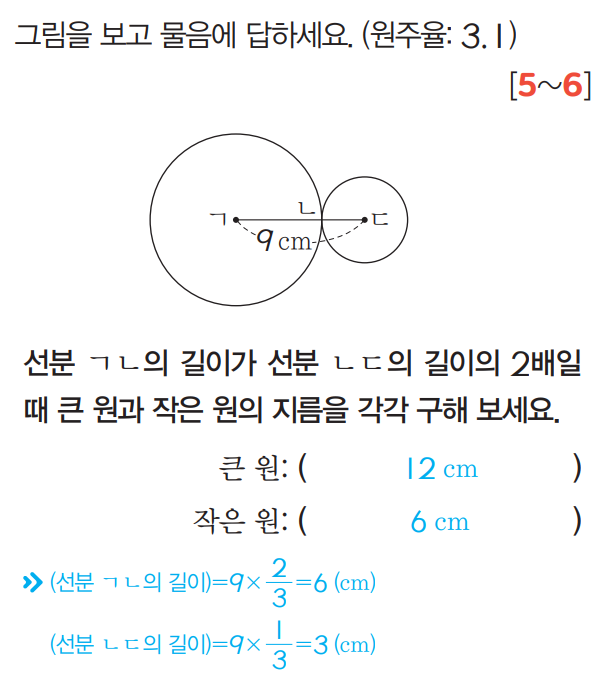 그림을 보고 물음에 답하세요. (원주율: 3.1)
[5~6]
ㄱ ㄴ ㄷ
9 cm
선분 ㄱㄴ의 길이가 선분 ㄴㄷ의 길이의 2배일
때 큰 원과 작은 원의 지름을 각각 구해 보세요.
큰 원: ( 12 cm )
작은 원: ( 6 cm )
» (선분 ㄱㄴ의 길이)=9×2/3=6 (cm)
(선분 ㄴㄷ의 길이)=9×1/3=3 (cm)